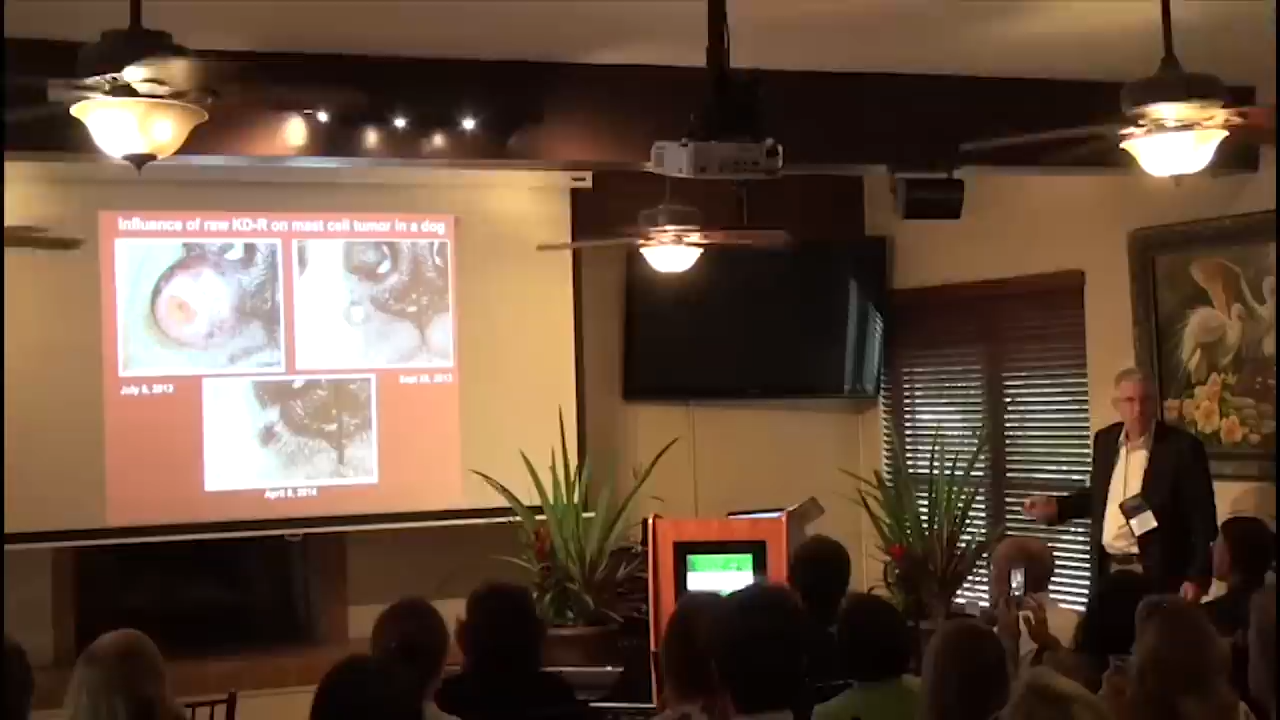 Influence of raw KD-R on mast cell tumor in a dog
July 8, 2013
Sept 28, 2013
April 8, 2014